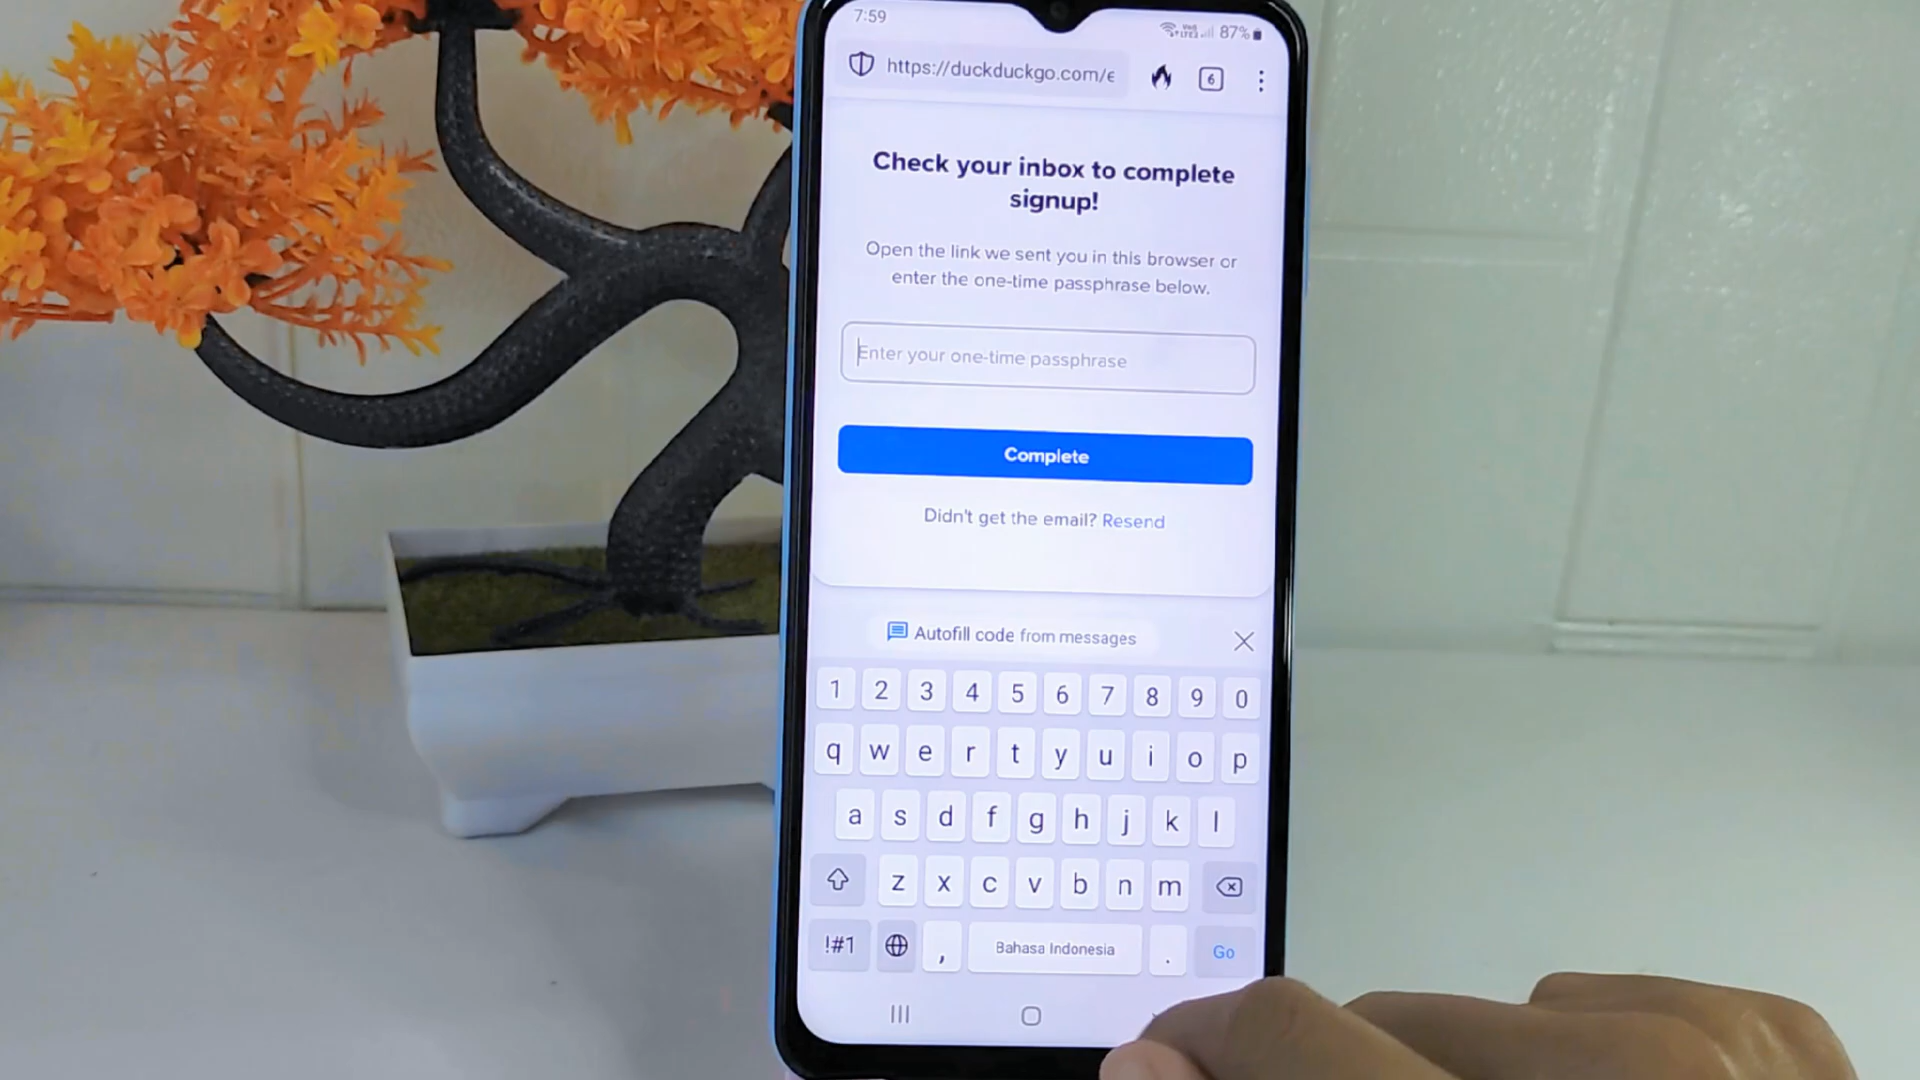 7:59
87%
https://duckduckgo.com/e
6
Check your inbox to complete
signup!
Open the link we sent you in this browser or
enter the one-time passphrase below.
Enter your one-time passphrase
Complete
Didn't get the email? Resend
Autofill code from messages
1 2 3 4 5 6 7 8 9 0
q w e r t y u i o p
a s d f g h j k l
z x c v b n m
!#1 , Bahasa Indonesia . Go